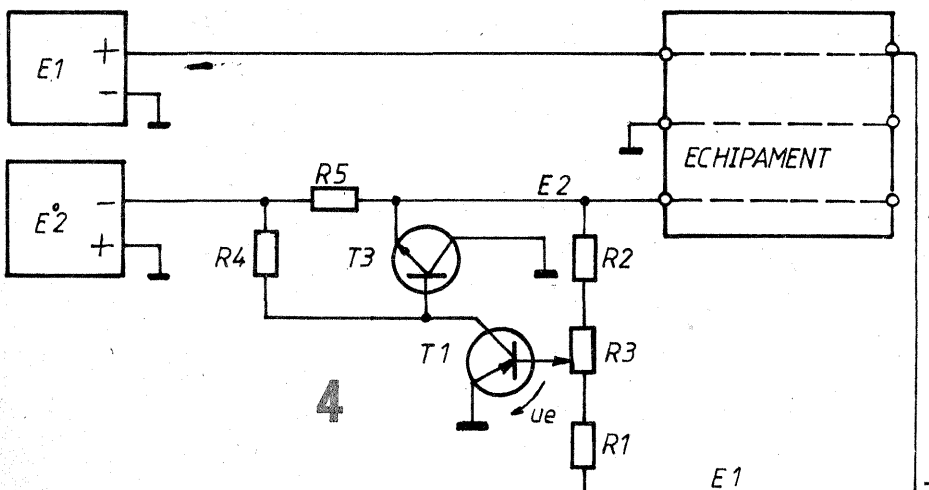 E1
+
-
ECHIPAMENT
E°2
-
+
R5
E2
R4
T3
R2
T1
R3
4
ue
R1
E1